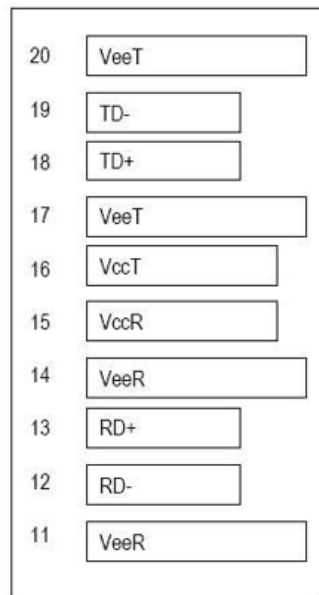 20 VeeT
19 TD-
18 TD+
17 VeeT
16 VccT
15 VccR
14 VeeR
13 RD+
12 RD-
11 VeeR